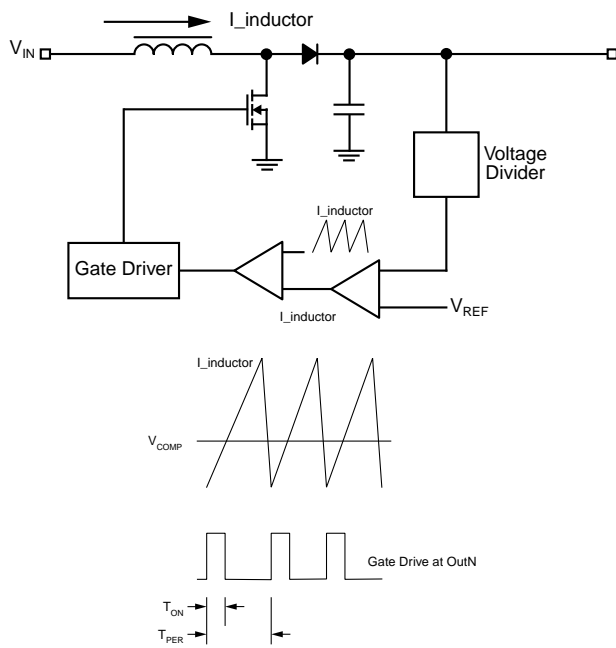 I_inductor
V_IN
Voltage
Divider
I_inductor
Gate Driver
V_REF
I_inductor
I_inductor
V_COMP
Gate Drive at OutN
T_ON
T_PER